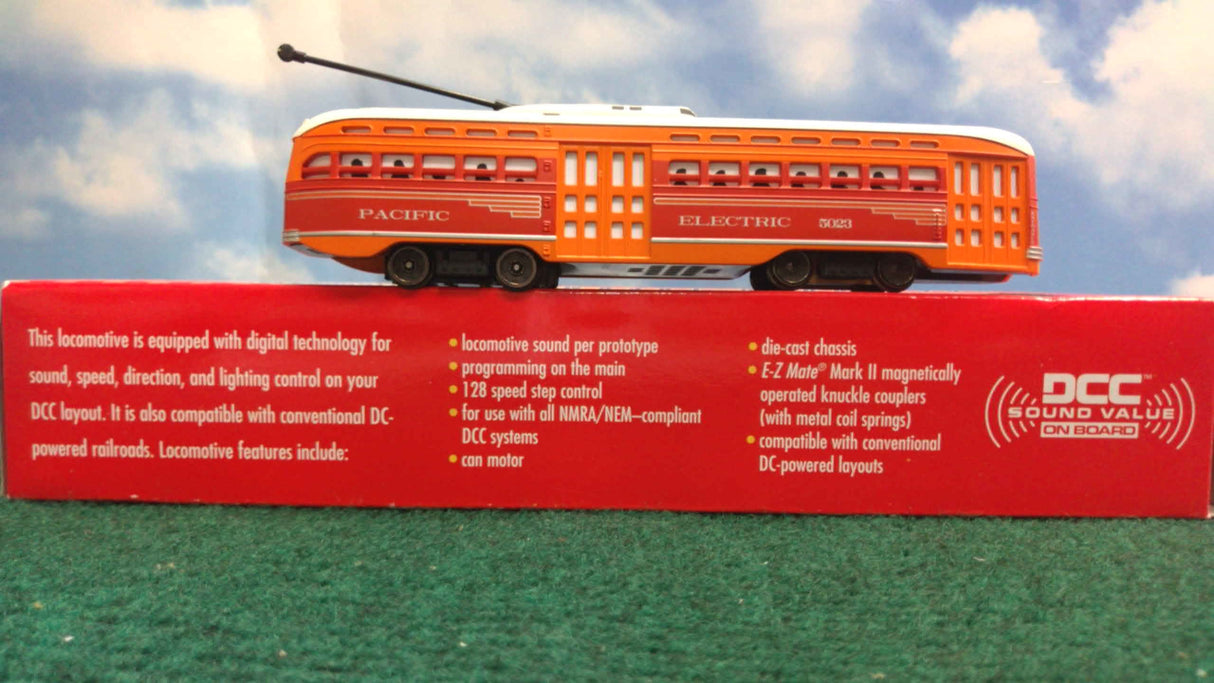 PACIFIC ELECTRIC 5023
This locomotive is equipped with digital technology for
sound, speed, direction, and lighting control on your
DCC layout. It is also compatible with conventional DC-
powered railroads. Locomotive features include:
• locomotive sound per prototype
• programming on the main
• 128 speed step control
• for use with all NMRA/NEM–compliant
DCC systems
• can motor
• die-cast chassis
• E-Z Mate® Mark II magnetically
operated knuckle couplers
(with metal coil springs)
• compatible with conventional
DC-powered layouts
DCC™
SOUND VALUE
ON BOARD